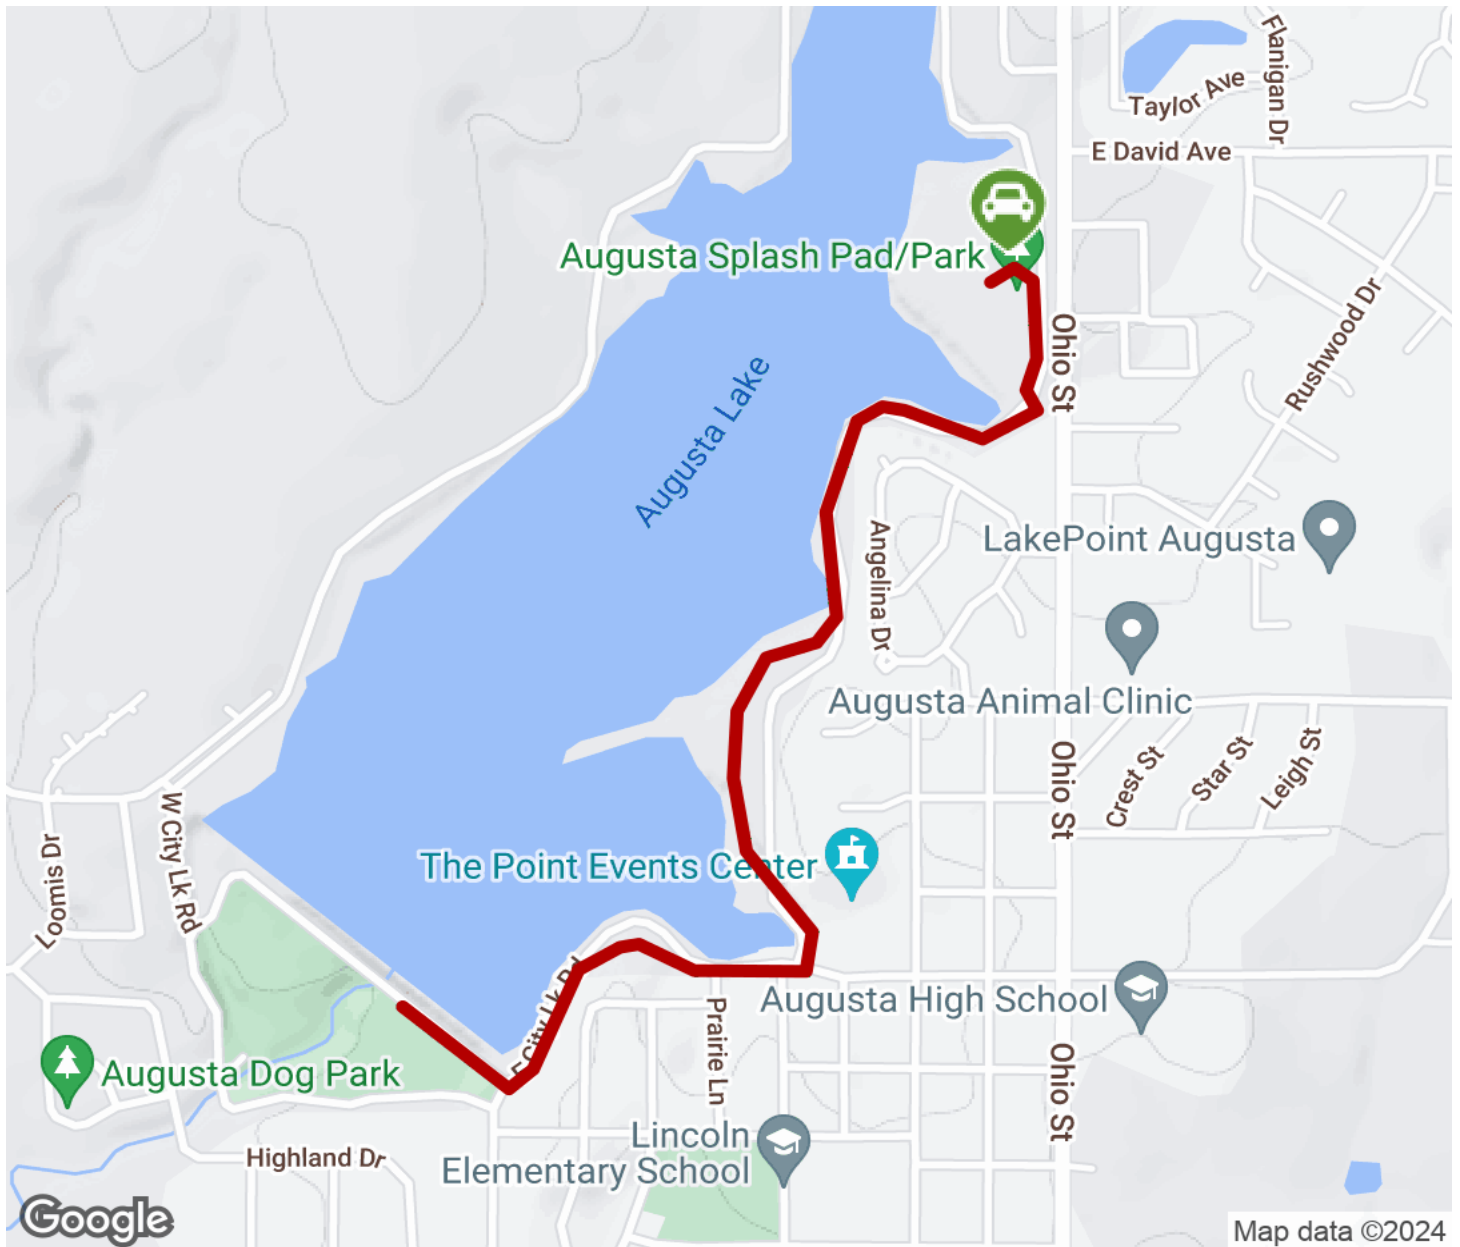 Flanigan Dr
Taylor Ave
E David Ave
Augusta Splash Pad/Park
Ohio St
Rushwood Dr
Augusta Lake
LakePoint Augusta
Angelina Dr
Augusta Animal Clinic
Ohio St
Crest St
Star St
Leigh St
W City Lk Rd
Loomis Dr
The Point Events Center
E City Lk Rd
Augusta High School
Prairie Ln
Augusta Dog Park
Ohio St
Lincoln
Elementary School
Highland Dr
Google
Map data ©2024